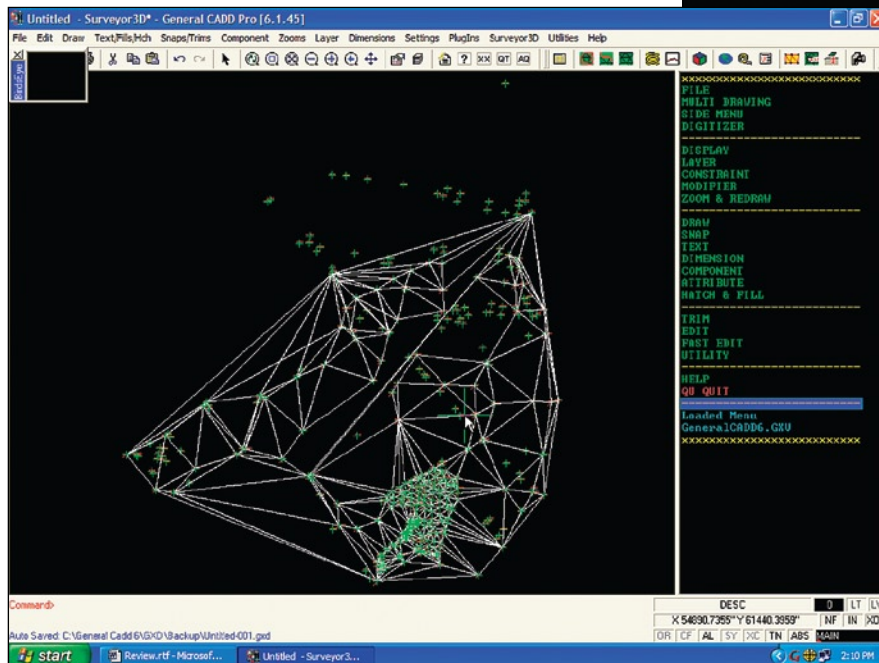 Untitled - Surveyor3D* - General CADD Pro [6.1.45]
File Edit Draw Text/Fills/Hch Snaps/Trims Component Zooms Layer Dimensions Settings PlugIns Surveyor3D Utilities Help
BirdsEye
? XX QT AQ
xxxxxxxxxxxxxxxxxxxxxxxxxx
FILE
MULTI DRAWING
SIDE MENU
DIGITIZER
DISPLAY
LAYER
CONSTRAINT
MODIFIER
ZOOM & REDRAW
DRAW
SNAP
TEXT
DIMENSION
COMPONENT
ATTRIBUTE
HATCH & FILL
TRIM
EDIT
FAST EDIT
UTILITY
HELP
QU QUIT
Loaded Menu
GeneralCADD6.GXV
xxxxxxxxxxxxxxxxxxxxxxxxxx
Command>
DESC 0 LT LV
X 54890.7355" Y 61440.3959" NF IN XO
Auto Saved: C:\General Cadd 6\GXD\Backup\Untitled-001.gxd
OR CF AL SY XC TN ABS MAIN
start Review.rtf - Microsof... Untitled - Surveyor3... 2:10 PM